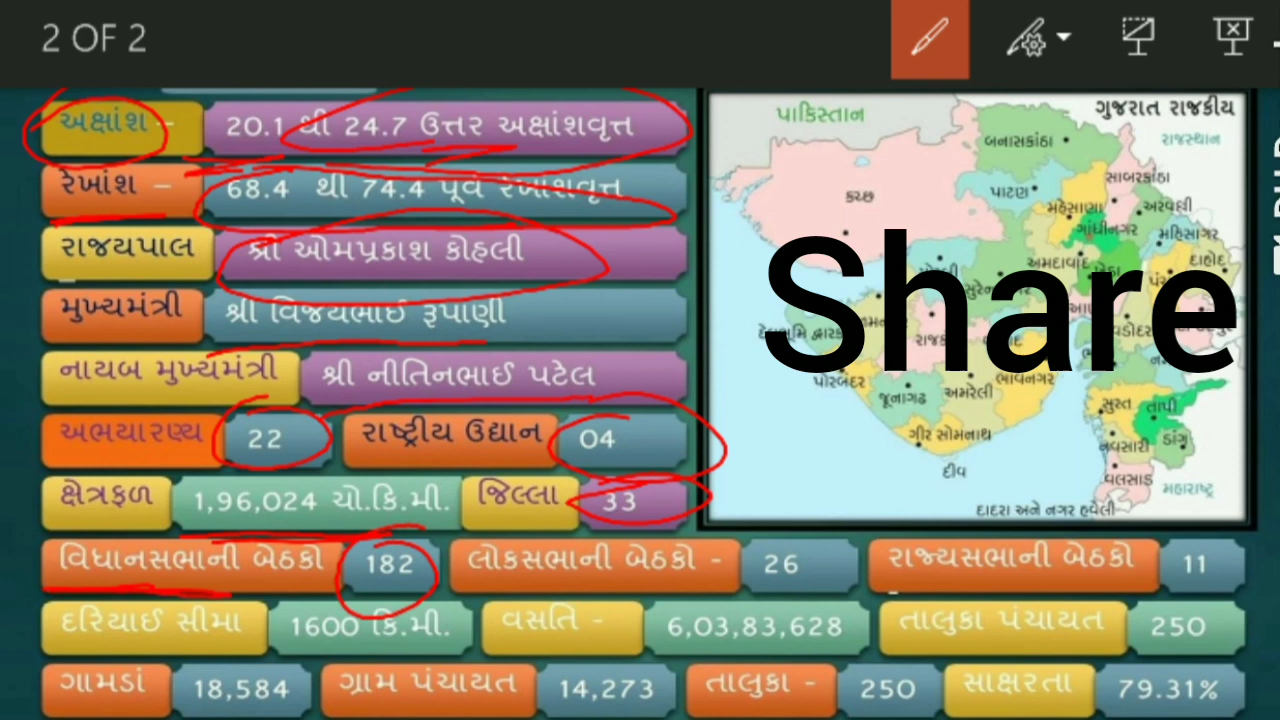 2 OF 2
અક્ષાંશ - 20.1 થી 24.7 ઉત્તર અક્ષાંશવૃત્ત
રેખાંશ - 68.4 થી 74.4 પૂર્વ રેખાંશવૃત્ત
રાજયપાલ શ્રી ઓમપ્રકાશ કોહલી
મુખ્યમંત્રી શ્રી વિજયભાઈ રૂપાણી
નાયબ મુખ્યમંત્રી શ્રી નીતિનભાઈ પટેલ
અભયારણ્ય 22 રાષ્ટ્રીય ઉદ્યાન 04
ક્ષેત્રફળ 1,96,024 ચો.કિ.મી. જિલ્લા 33
વિધાનસભાની બેઠકો 182 લોકસભાની બેઠકો - 26 રાજ્યસભાની બેઠકો 11
દરિયાઈ સીમા 1600 કિ.મી. વસતિ - 6,03,83,628 તાલુકા પંચાયત 250
ગામડાં 18,584 ગ્રામ પંચાયત 14,273 તાલુકા - 250 સાક્ષરતા 79.31%
ગુજરાત રાજકીય
પાકિસ્તાન
રાજસ્થાન
બનાસકાંઠા
સાબરકાંઠા
પાટણ
મહેસાણા
અરવલ્લી
કચ્છ
ગાંધીનગર
મહિસાગર
અમદાવાદ
ખેડા
દાહોદ
Share
પોરબંદર
જૂનાગઢ
અમરેલી
ભાવનગર
ગીર સોમનાથ
દીવ
સુરત
તાપી
નવસારી
ડાંગ
વલસાડ
મહારાષ્ટ્ર
દાદરા અને નગર હવેલી